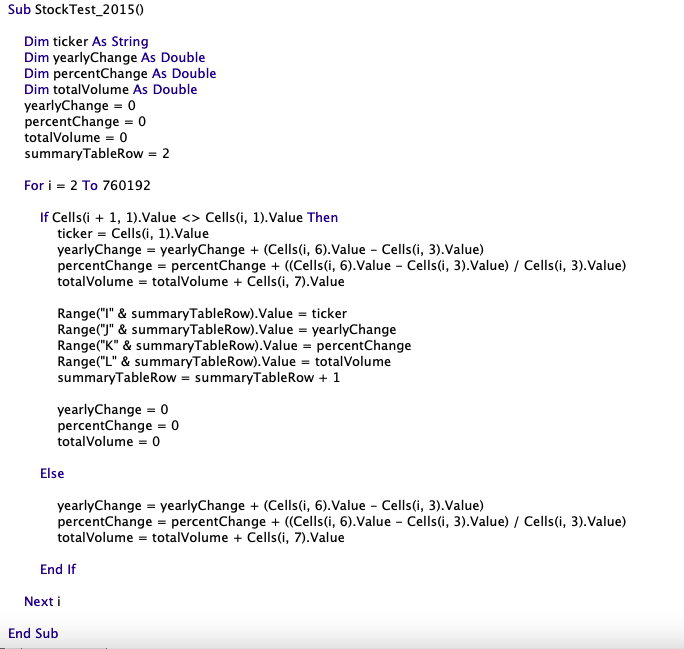 Sub StockTest_2015()
Dim ticker As String
Dim yearlyChange As Double
Dim percentChange As Double
Dim totalVolume As Double
yearlyChange = 0
percentChange = 0
totalVolume = 0
summaryTableRow = 2
For i = 2 To 760192
If Cells(i + 1, 1).Value <> Cells(i, 1).Value Then
ticker = Cells(i, 1).Value
yearlyChange = yearlyChange + (Cells(i, 6).Value - Cells(i, 3).Value)
percentChange = percentChange + ((Cells(i, 6).Value - Cells(i, 3).Value) / Cells(i, 3).Value)
totalVolume = totalVolume + Cells(i, 7).Value
Range("I" & summaryTableRow).Value = ticker
Range("J" & summaryTableRow).Value = yearlyChange
Range("K" & summaryTableRow).Value = percentChange
Range("L" & summaryTableRow).Value = totalVolume
summaryTableRow = summaryTableRow + 1
yearlyChange = 0
percentChange = 0
totalVolume = 0
Else
yearlyChange = yearlyChange + (Cells(i, 6).Value - Cells(i, 3).Value)
percentChange = percentChange + ((Cells(i, 6).Value - Cells(i, 3).Value) / Cells(i, 3).Value)
totalVolume = totalVolume + Cells(i, 7).Value
End If
Next i
End Sub